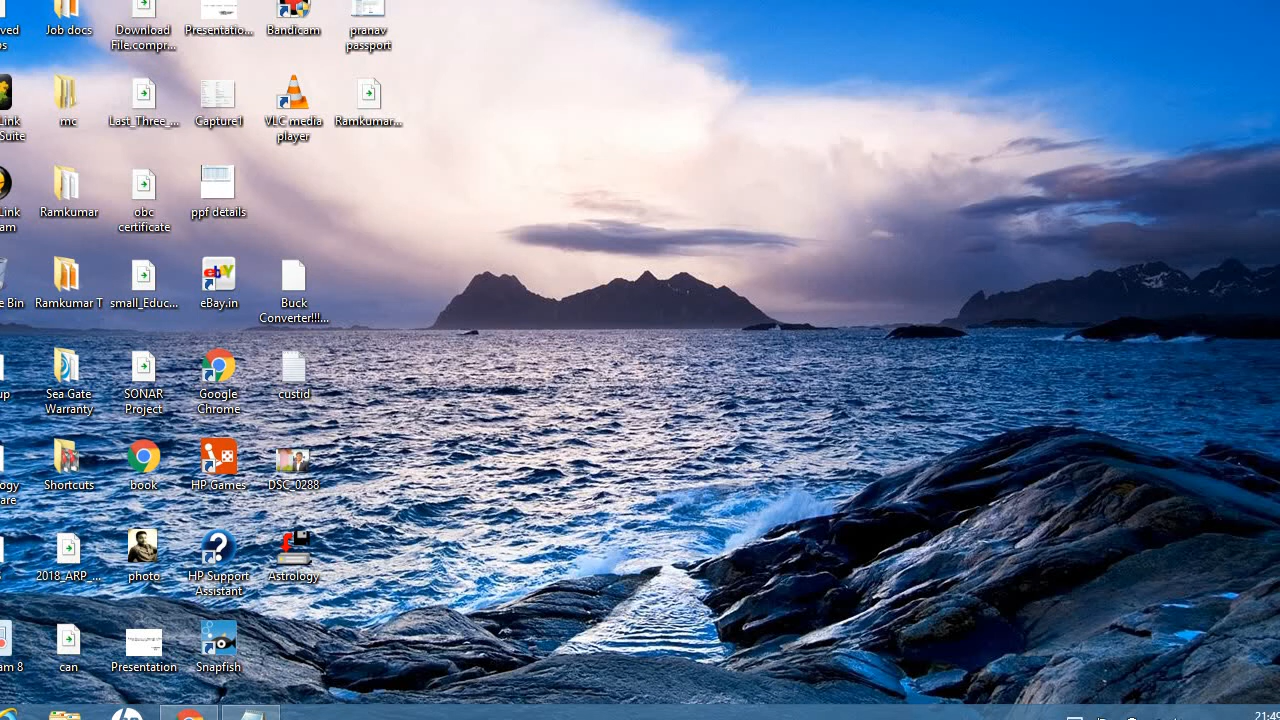 ved
Job docs
Download
Presentatio...
Bandicam
pranav
File.compr...
passport
Link
mc
Last_Three_...
Capture1
VLC media
Ramkumar...
Suite
player
Link
Ramkumar
obc
ppf details
am
certificate
e Bin
Ramkumar T
small_Educ...
ebY
eBay.in
Buck
Converter!!!...
up
Sea Gate
SONAR
Google
custid
Warranty
Project
Chrome
ogy
Shortcuts
book
HP Games
DSC_0288
are
2018_ARP_...
photo
HP Support
Astrology
Assistant
am 8
can
Presentation
Snapfish
hp
21:49